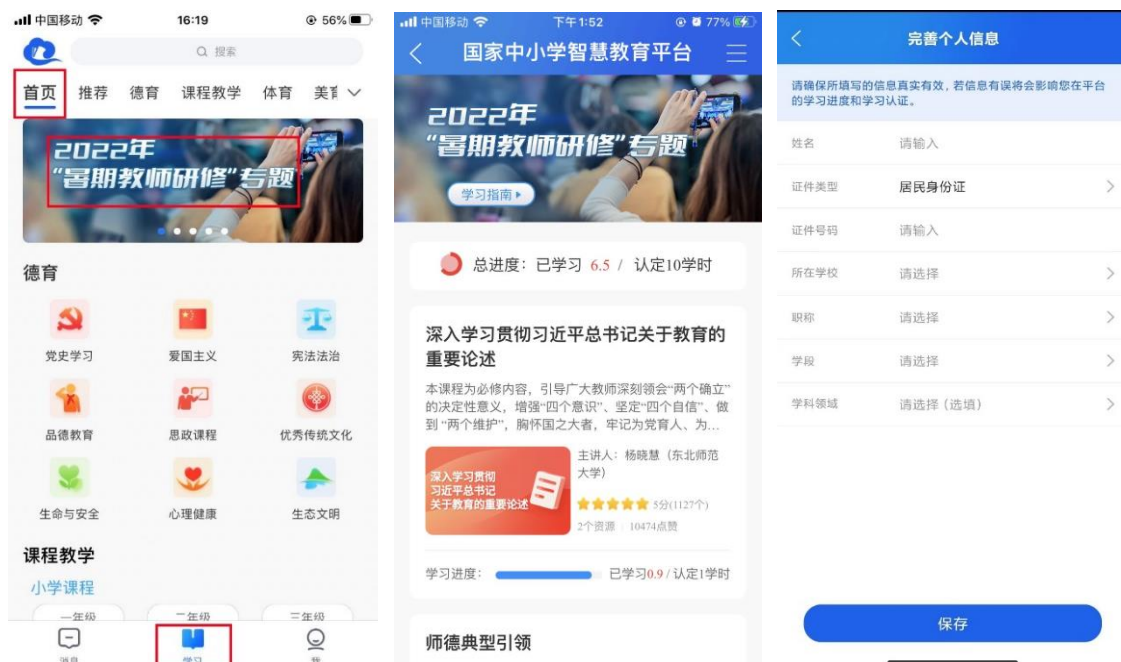 中国移动
16:19
56%
搜索
首页
推荐
德育
课程教学
体育
美育
2022年
“暑期教师研修”专题
德育
党史学习
爱国主义
宪法法治
品德教育
思政课程
优秀传统文化
生命与安全
心理健康
生态文明
课程教学
小学课程
一年级
二年级
三年级
消息
学习
我
中国移动
下午1:52
77%
国家中小学智慧教育平台
2022年
“暑期教师研修”专题
学习指南
总进度：已学习 6.5 / 认定10学时
深入学习贯彻习近平总书记关于教育的
重要论述
本课程为必修内容，引导广大教师深刻领会“两个确立”
的决定性意义，增强“四个意识”、坚定“四个自信”、做
到“两个维护”，胸怀国之大者，牢记为党育人、为...
深入学习贯彻
习近平总书记
关于教育的重要论述
主讲人：杨晓慧（东北师范
大学）
5分(1127个)
2个资源 10474点赞
学习进度：
已学习0.9 / 认定1学时
师德典型引领
完善个人信息
请确保所填写的信息真实有效，若信息有误将会影响您在平台
的学习进度和学习认证。
姓名 请输入
证件类型 居民身份证
证件号码 请输入
所在学校 请选择
职称 请选择
学段 请选择
学科领域 请选择（选填）
保存